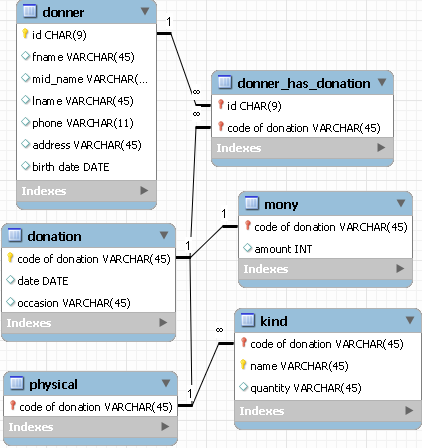 donner
id CHAR(9)
fname VARCHAR(45)
mid_name VARCHAR(...
lname VARCHAR(45)
phone VARCHAR(11)
address VARCHAR(45)
birth date DATE
Indexes
1
∞
∞
donner_has_donation
id CHAR(9)
code of donation VARCHAR(45)
Indexes
donation
code of donation VARCHAR(45)
date DATE
occasion VARCHAR(45)
Indexes
1
1
mony
code of donation VARCHAR(45)
amount INT
Indexes
physical
code of donation VARCHAR(45)
Indexes
1
∞
kind
code of donation VARCHAR(45)
name VARCHAR(45)
quantity VARCHAR(45)
Indexes